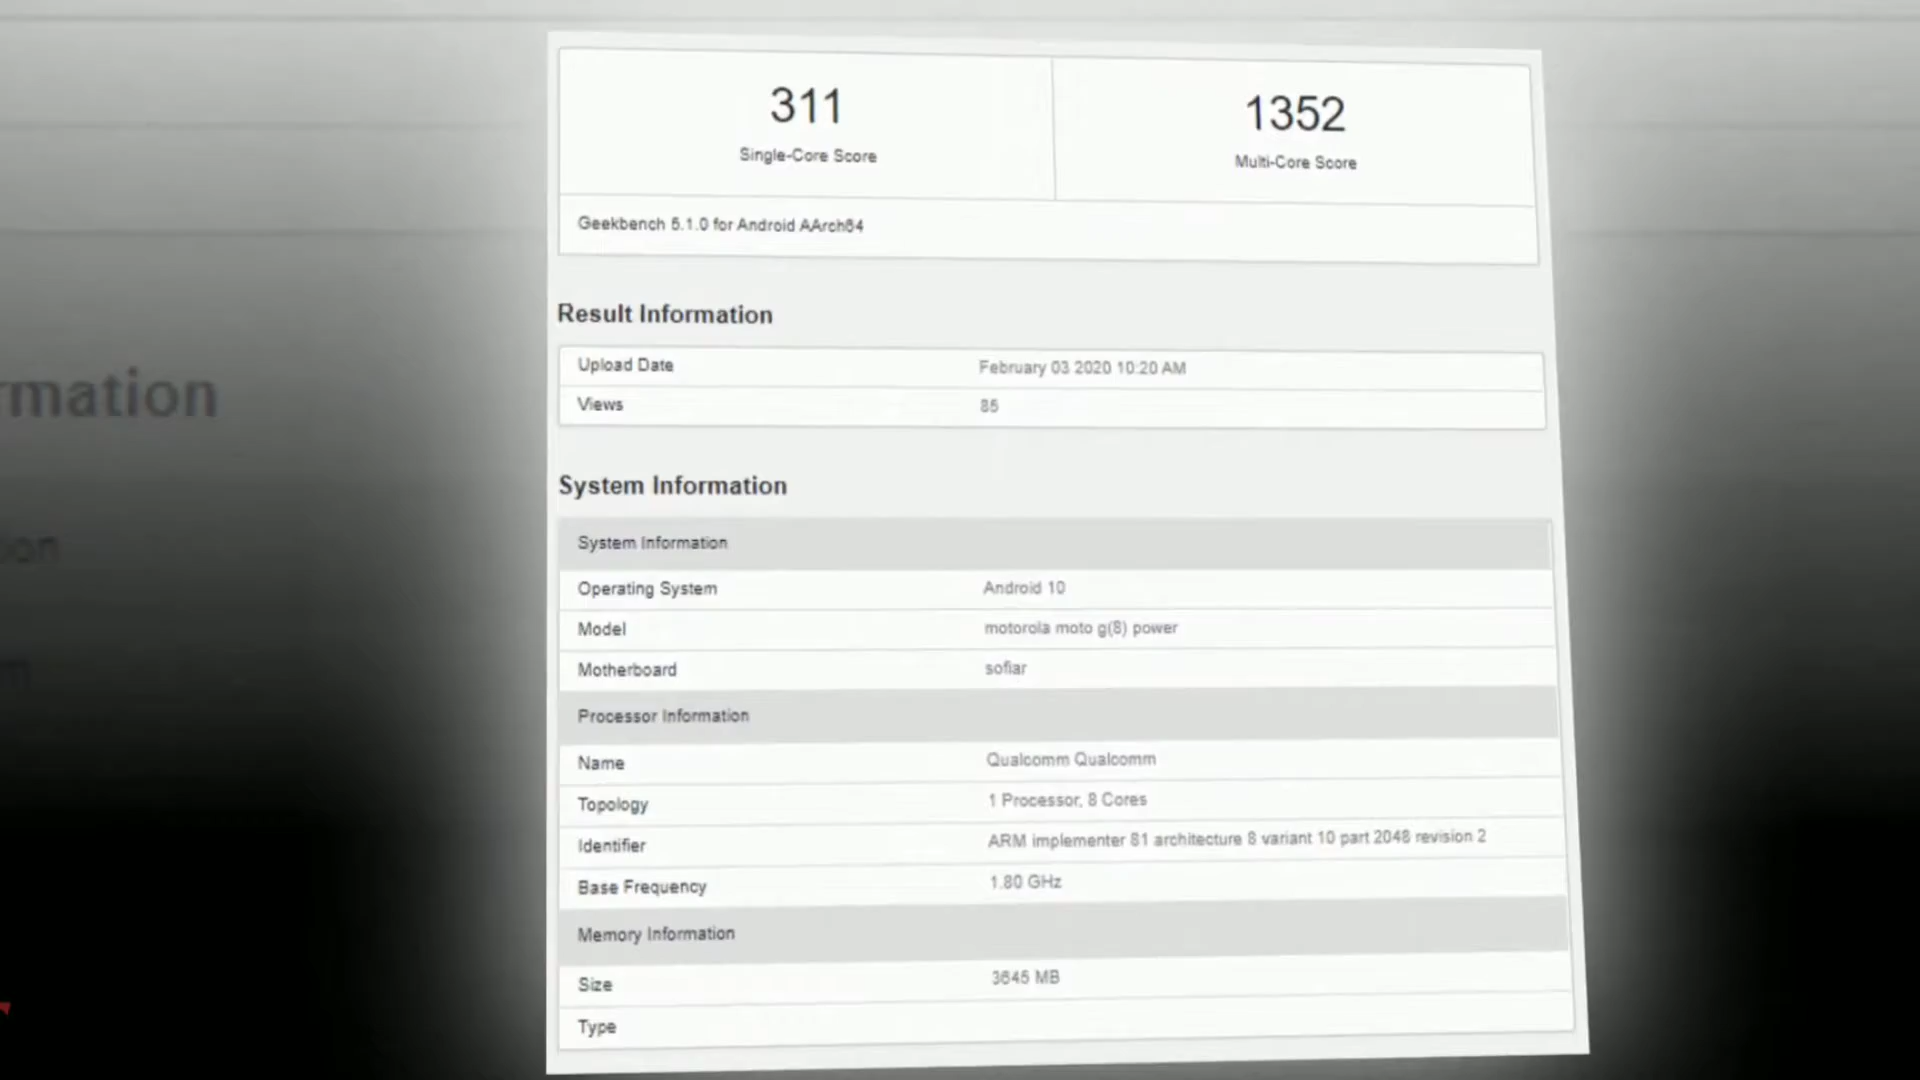 311
Single-Core Score
1352
Multi-Core Score
Geekbench 5.1.0 for Android AArch64
Result Information
Upload Date February 03 2020 10:20 AM
Views 85
System Information
System Information
Operating System Android 10
Model motorola moto g(8) power
Motherboard sofiar
Processor Information
Name Qualcomm Qualcomm
Topology 1 Processor, 8 Cores
Identifier ARM implementer 81 architecture 8 variant 10 part 2048 revision 2
Base Frequency 1.80 GHz
Memory Information
Size 3645 MB
Type
rmation